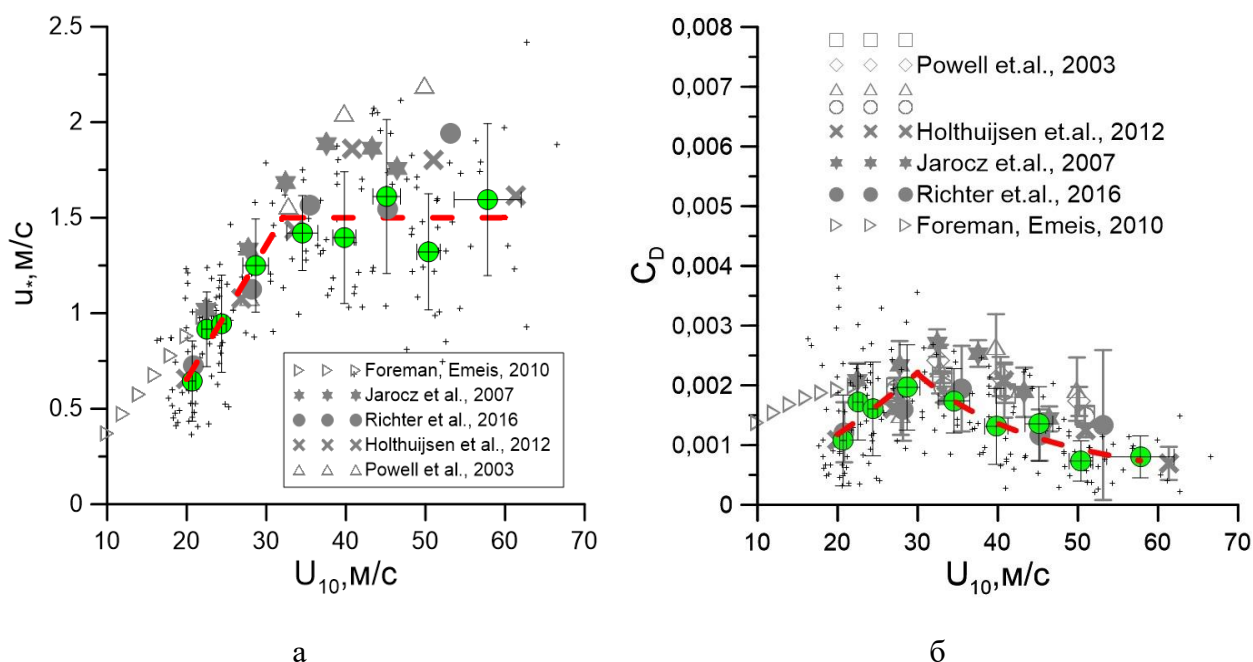 2.5
2
1.5
1
0.5
0
u*,м/с
10 20 30 40 50 60 70
U10,м/с
Foreman, Emeis, 2010
Jarocz et al., 2007
Richter et al., 2016
Holthuijsen et al., 2012
Powell et al., 2003
а
0,008
0,007
0,006
0,005
0,004
0,003
0,002
0,001
0
CD
10 20 30 40 50 60 70
U10,м/с
Powell et.al., 2003
Holthuijsen et.al., 2012
Jarocz et.al., 2007
Richter et.al., 2016
Foreman, Emeis, 2010
б